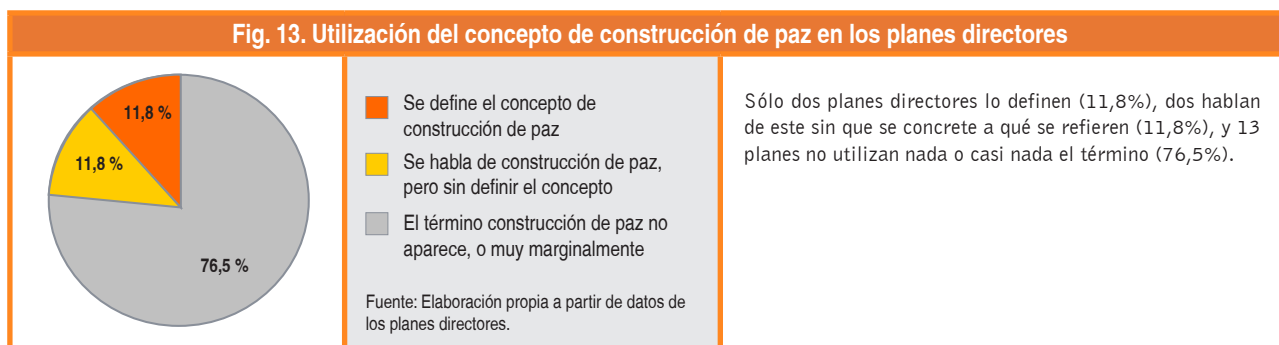 Fig. 13. Utilización del concepto de construcción de paz en los planes directores
11,8 %
11,8 %
76,5 %
Se define el concepto de
construcción de paz
Se habla de construcción de paz,
pero sin definir el concepto
El término construcción de paz no
aparece, o muy marginalmente
Fuente: Elaboración propia a partir de datos de
los planes directores.
Sólo dos planes directores lo definen (11,8%), dos hablan
de este sin que se concrete a qué se refieren (11,8%), y 13
planes no utilizan nada o casi nada el término (76,5%).